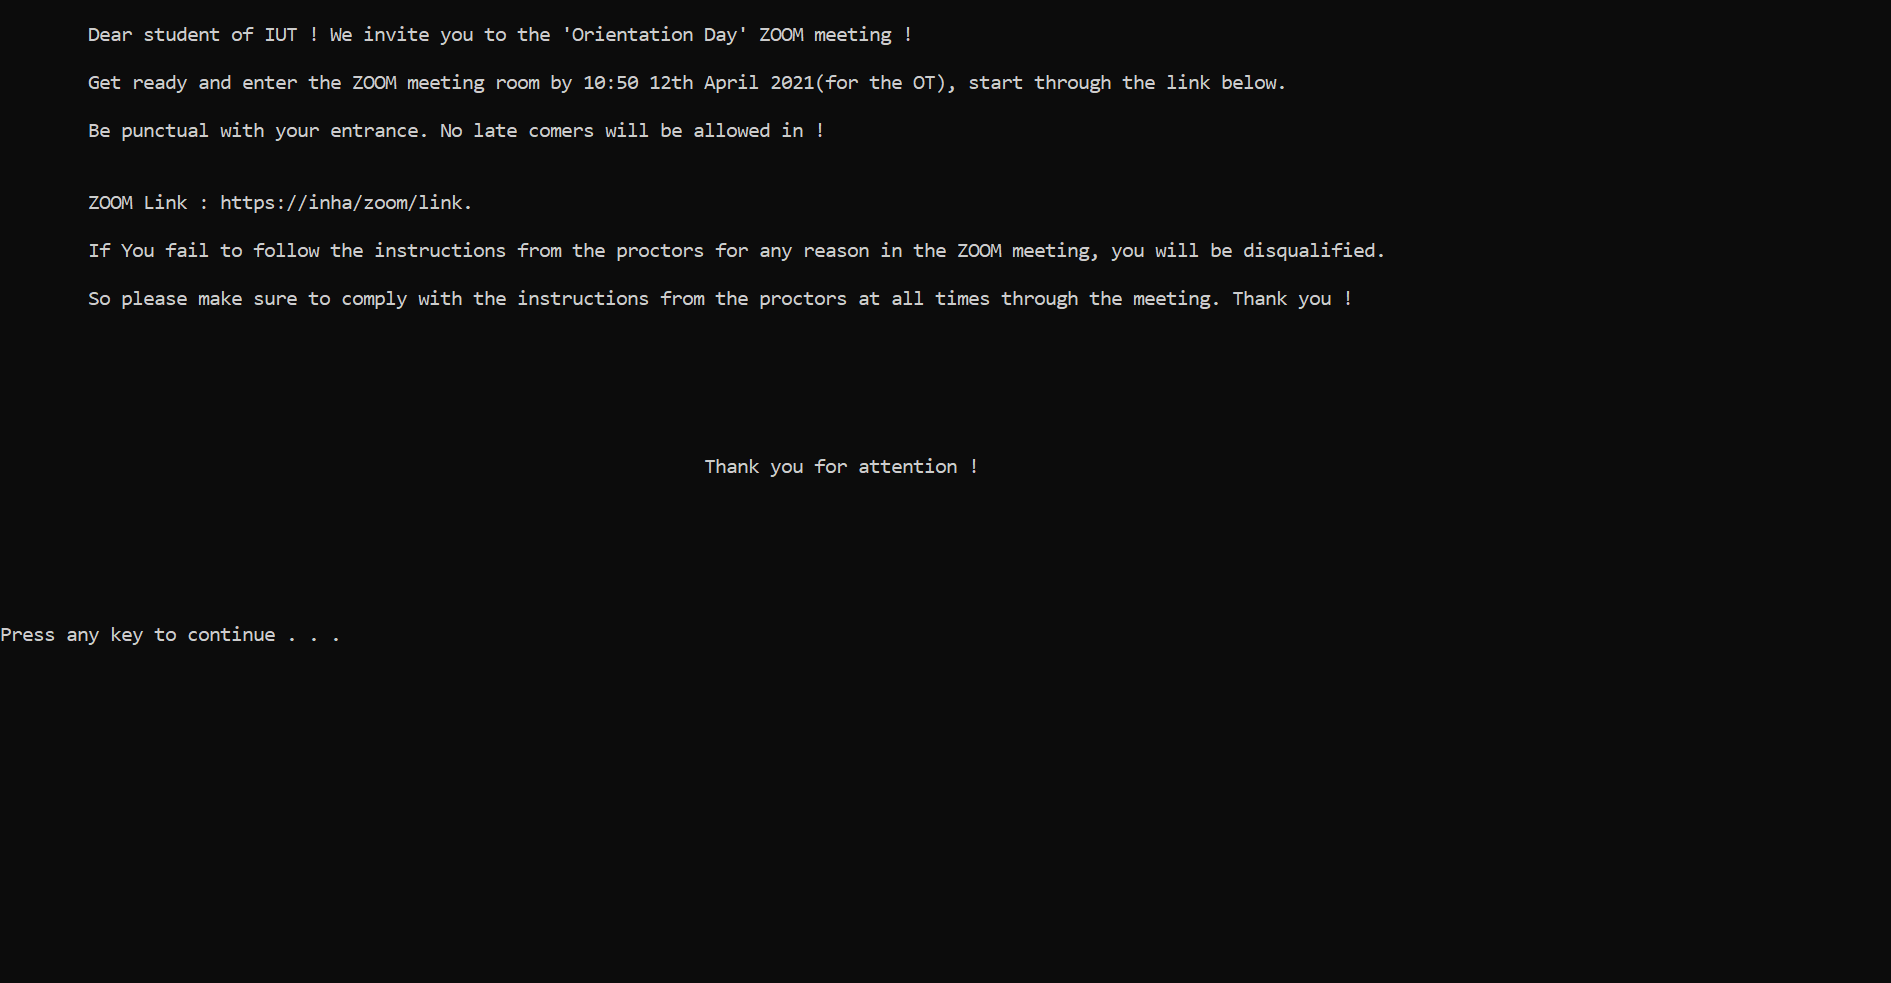 Dear student of IUT ! We invite you to the 'Orientation Day' ZOOM meeting !
Get ready and enter the ZOOM meeting room by 10:50 12th April 2021(for the OT), start through the link below.
Be punctual with your entrance. No late comers will be allowed in !
ZOOM Link : https://inha/zoom/link.
If You fail to follow the instructions from the proctors for any reason in the ZOOM meeting, you will be disqualified.
So please make sure to comply with the instructions from the proctors at all times through the meeting. Thank you !
Thank you for attention !
Press any key to continue . . .